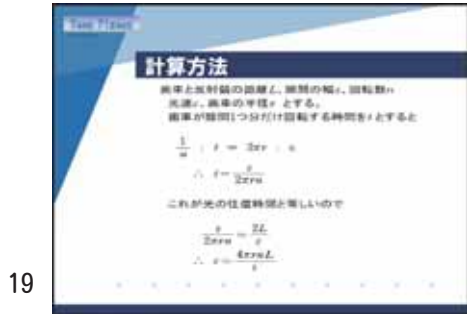 計算方法
歯車と反射鏡の距離L、隙間の幅s、回転数n
光速c、歯車の半径r とする。
歯車が隙間1つ分だけ回転する時間をtとすると
1/n : t = 2πr : s
∴ t = s/2πrn
これが光の往復時間と等しいので
s/2πrn = 2L/c
∴ c = 4πrnL/s
19